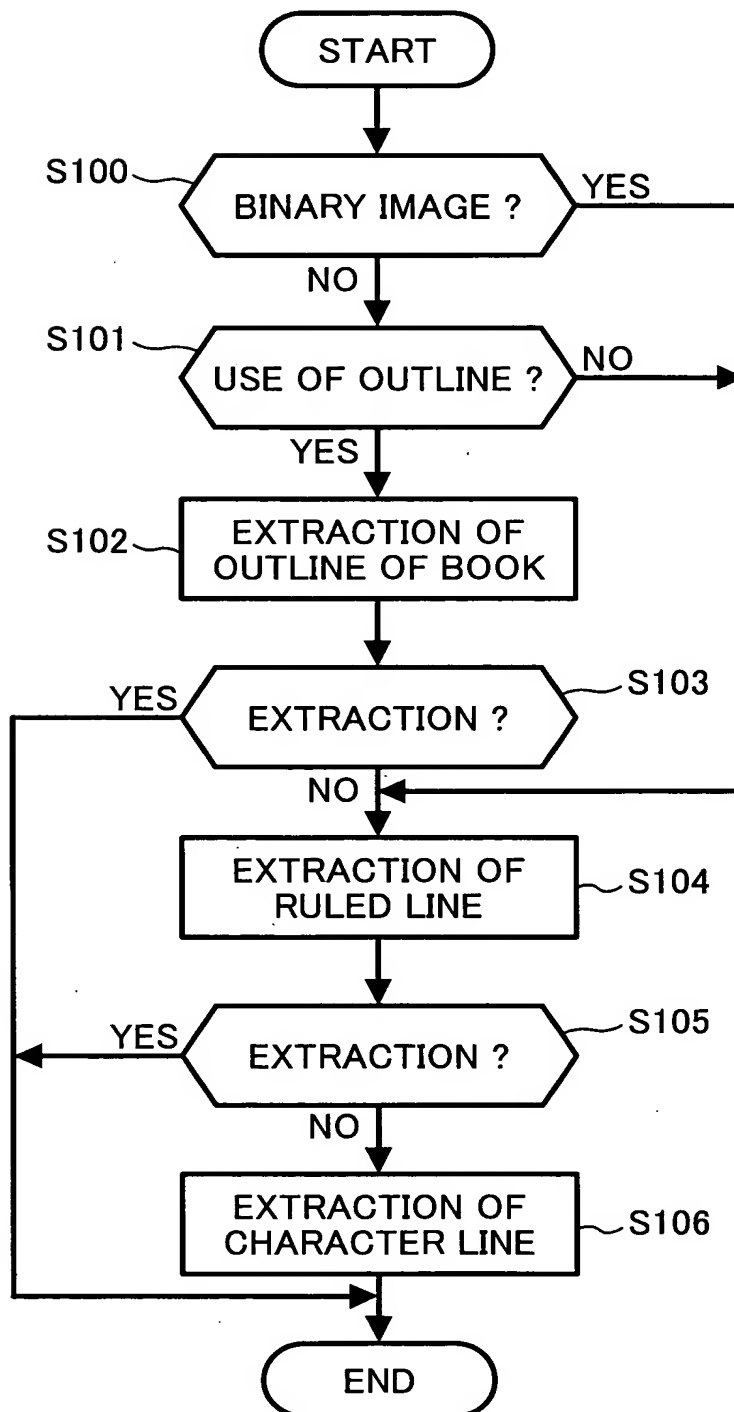 START
S100
BINARY IMAGE ?
YES
NO
S101
USE OF OUTLINE ?
NO
YES
S102
EXTRACTION OF
OUTLINE OF BOOK
YES
EXTRACTION ?
S103
NO
EXTRACTION OF
RULED LINE
S104
YES
EXTRACTION ?
S105
NO
EXTRACTION OF
CHARACTER LINE
S106
END